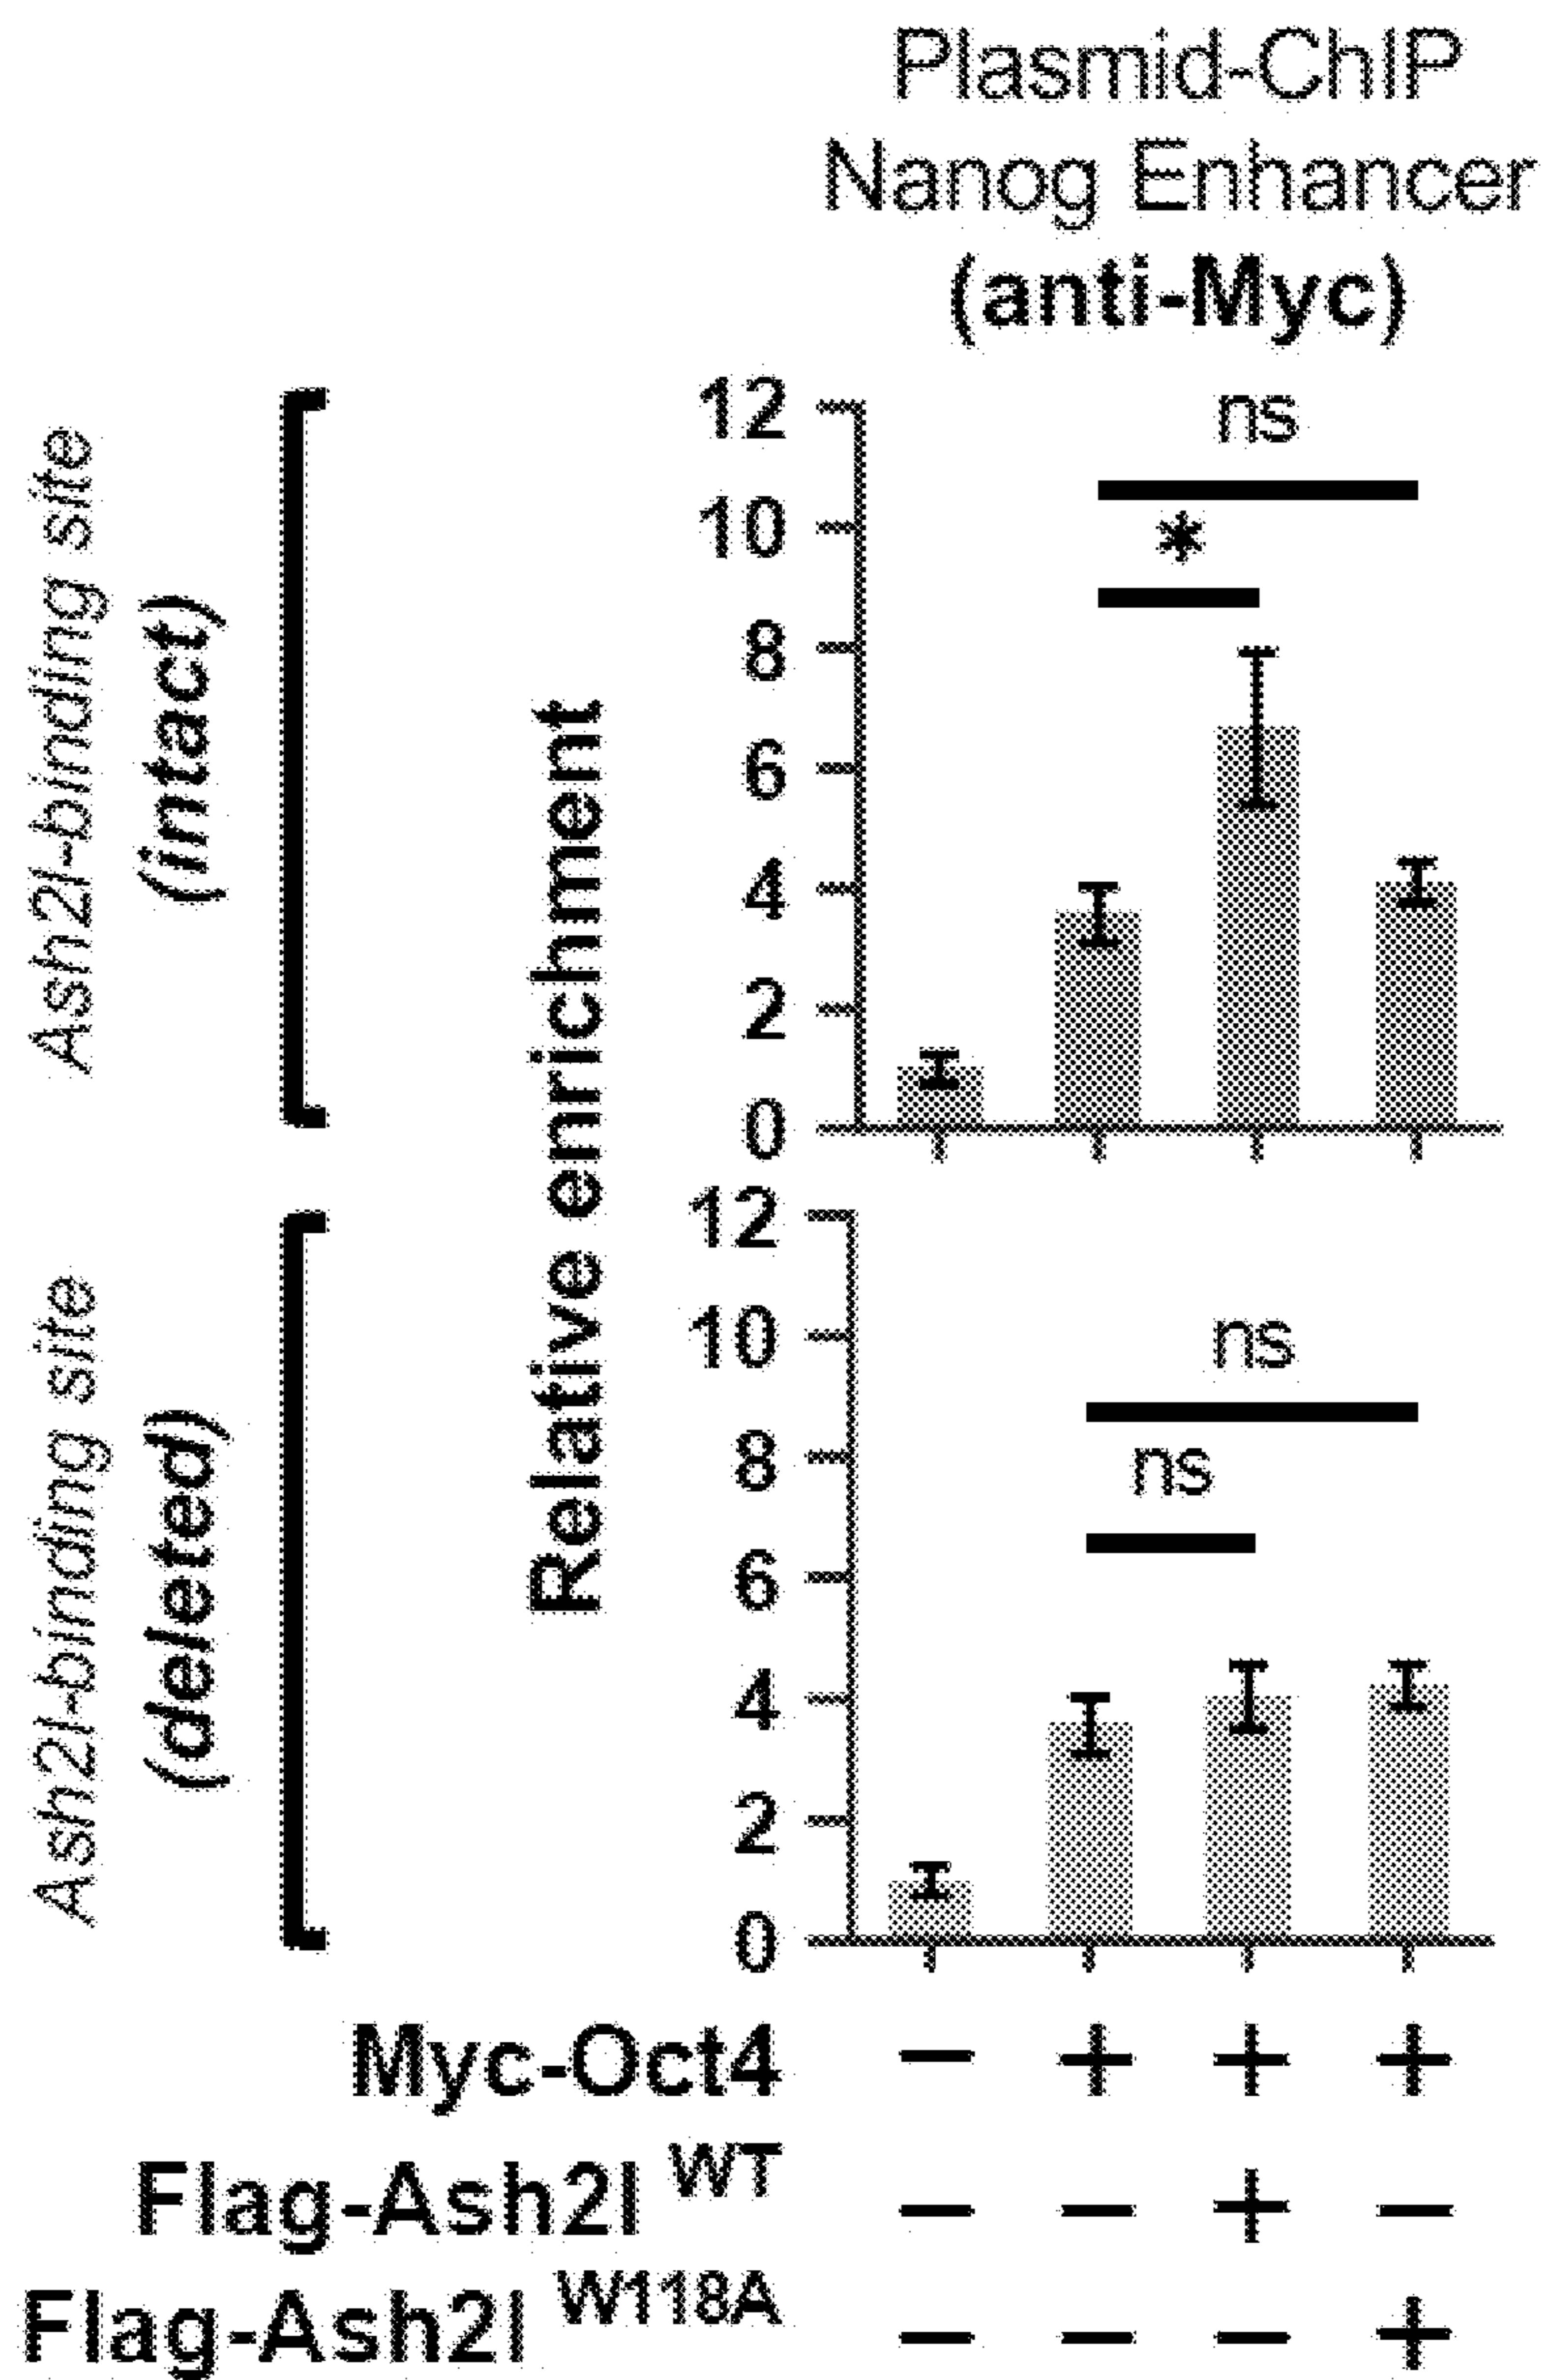 Plasmid-ChIP
Nanog Enhancer
(anti-Myc)
Ash2l-binding site
(intact)
Relative enrichment
12
10
8
6
4
2
0
ns
*
Ash2l-binding site
(deleted)
12
10
8
6
4
2
0
ns
ns
Myc-Oct4 − + + +
Flag-Ash2l WT − − + −
Flag-Ash2l W118A − − − +